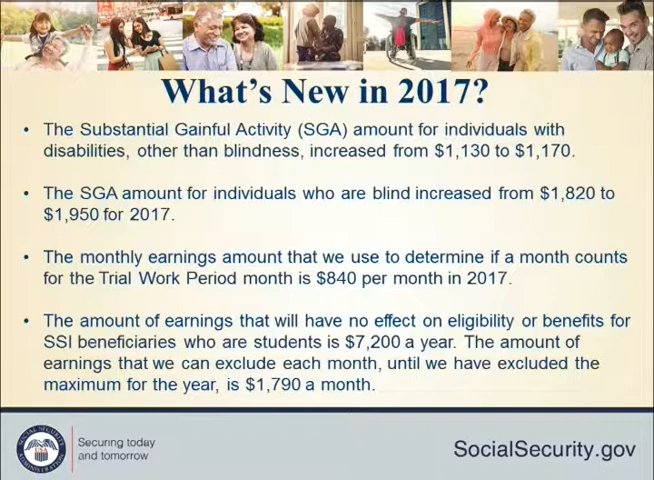 What's New in 2017?
• The Substantial Gainful Activity (SGA) amount for individuals with
disabilities, other than blindness, increased from $1,130 to $1,170.
• The SGA amount for individuals who are blind increased from $1,820 to
$1,950 for 2017.
• The monthly earnings amount that we use to determine if a month counts
for the Trial Work Period month is $840 per month in 2017.
• The amount of earnings that will have no effect on eligibility or benefits for
SSI beneficiaries who are students is $7,200 a year. The amount of
earnings that we can exclude each month, until we have excluded the
maximum for the year, is $1,790 a month.
SOCIAL SECURITY
USA
ADMINISTRATION
Securing today
and tomorrow
SocialSecurity.gov